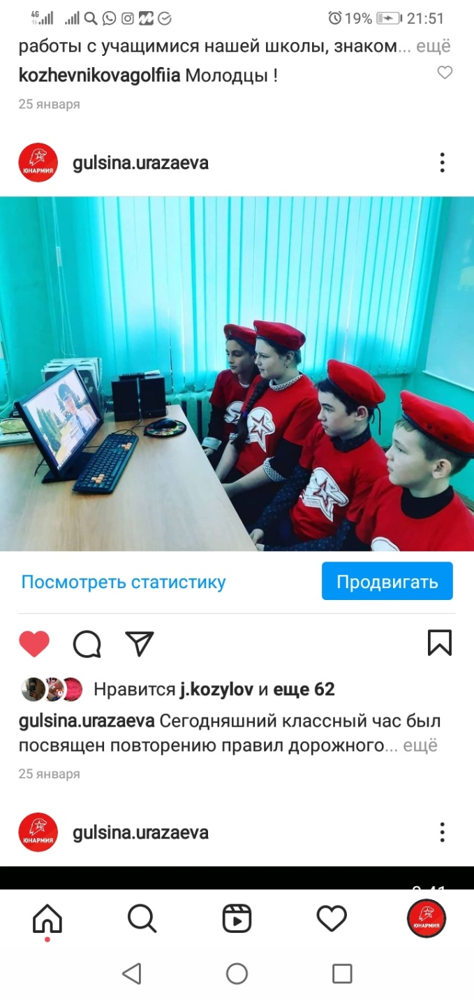 4G 19% 21:51
работы с учащимися нашей школы, знаком... ещё
kozhevnikovagolfiia Молодцы !
25 января
ЮНАРМИЯ gulsina.urazaeva
Посмотреть статистику Продвигать
Нравится j.kozylov и еще 62
gulsina.urazaeva Сегодняшний классный час был
посвящен повторению правил дорожного... ещё
25 января
ЮНАРМИЯ gulsina.urazaeva
ЮНАРМИЯ